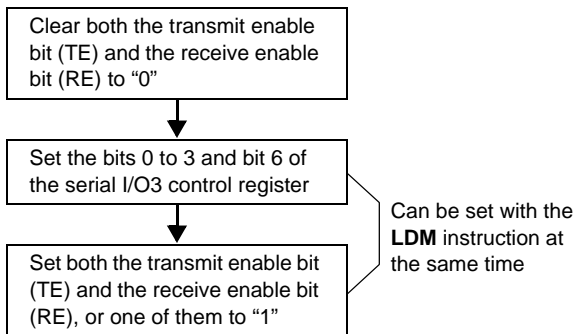 Clear both the transmit enable
bit (TE) and the receive enable
bit (RE) to “0”
Set the bits 0 to 3 and bit 6 of
the serial I/O3 control register
Set both the transmit enable bit
(TE) and the receive enable bit
(RE), or one of them to “1”
Can be set with the
LDM instruction at
the same time